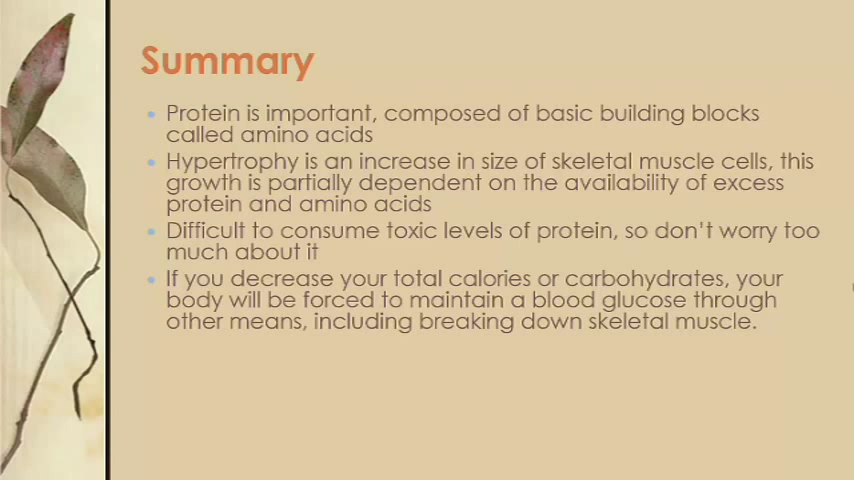 Summary
Protein is important, composed of basic building blocks
called amino acids
Hypertrophy is an increase in size of skeletal muscle cells, this
growth is partially dependent on the availability of excess
protein and amino acids
Difficult to consume toxic levels of protein, so don't worry too
much about it
If you decrease your total calories or carbohydrates, your
body will be forced to maintain a blood glucose through
other means, including breaking down skeletal muscle.